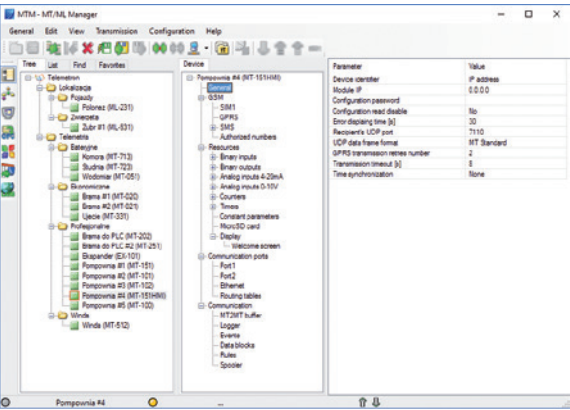 MTM - MT/ML Manager
General Edit View Transmission Configuration Help
Tree List Find Favorites
Telemetron
Lokalizacja
Pojazdy
Polonez (ML-231)
Zwierzęta
Żubr #1 (ML-531)
Telemetria
Bateryjne
Komora (MT-713)
Studnia (MT-723)
Wodomiar (MT-051)
Ekonomiczne
Brama #1 (MT-020)
Brama #2 (MT-021)
Ujęcie (MT-331)
Profesjonalne
Brama do PLC (MT-202)
Brama do PLC #2 (MT-251)
Ekspander (EX-101)
Pompownia #1 (MT-151)
Pompownia #2 (MT-101)
Pompownia #3 (MT-102)
Pompownia #4 (MT-151HMI)
Pompownia #5 (MT-100)
Winda
Winda (MT-512)
Device
Pompownia #4 (MT-151HMI)
General
GSM
SIM1
GPRS
SMS
Authorized numbers
Resources
Binary inputs
Binary outputs
Analog inputs 4-20mA
Analog inputs 0-10V
Counters
Timers
Constant parameters
MicroSD card
Display
Welcome screen
Communication ports
Port1
Port2
Ethernet
Routing tables
Communication
MT2MT buffer
Logger
Events
Data blocks
Rules
Spooler
Parameter Value
Device identifier IP address
Module IP 0.0.0.0
Configuration password
Configuration read disable No
Error displaying time [s] 30
Recipient's UDP port 7110
UDP data frame format MT Standard
GPRS transmission retries number 2
Transmission timeout [s] 8
Time synchronization None
Pompownia #4 ...